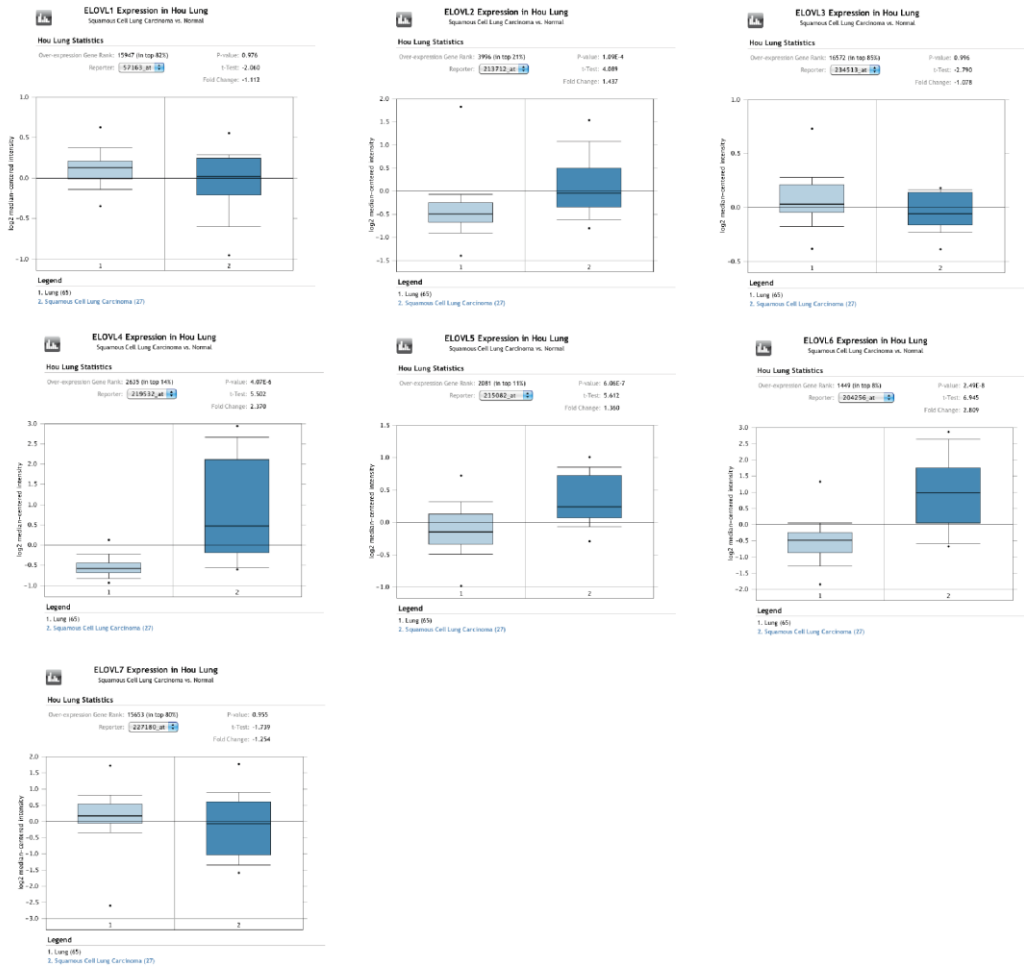 ELOVL1 Expression in Hou Lung
Squamous Cell Lung Carcinoma vs. Normal
Hou Lung Statistics
Over-expression Gene Rank: 15947 (in top 82%)
P-value: 0.976
Reporter: 57163_at
t-Test: -2.060
Fold Change: -1.112
log2 median-centered intensity
1.0
0.5
0.0
-0.5
-1.0
1 2
Legend
1. Lung (65)
2. Squamous Cell Lung Carcinoma (27)
ELOVL2 Expression in Hou Lung
Squamous Cell Lung Carcinoma vs. Normal
Hou Lung Statistics
Over-expression Gene Rank: 3996 (in top 21%)
P-value: 1.09E-4
Reporter: 213712_at
t-Test: 4.089
Fold Change: 1.437
log2 median-centered intensity
2.0
1.5
1.0
0.5
0.0
-0.5
-1.0
-1.5
1 2
Legend
1. Lung (65)
2. Squamous Cell Lung Carcinoma (27)
ELOVL3 Expression in Hou Lung
Squamous Cell Lung Carcinoma vs. Normal
Hou Lung Statistics
Over-expression Gene Rank: 16572 (in top 85%)
P-value: 0.996
Reporter: 234513_at
t-Test: -2.790
Fold Change: -1.078
log2 median-centered intensity
1.0
0.5
0.0
-0.5
1 2
Legend
1. Lung (65)
2. Squamous Cell Lung Carcinoma (27)
ELOVL4 Expression in Hou Lung
Squamous Cell Lung Carcinoma vs. Normal
Hou Lung Statistics
Over-expression Gene Rank: 2635 (in top 14%)
P-value: 4.07E-6
Reporter: 219532_at
t-Test: 5.502
Fold Change: 2.370
log2 median-centered intensity
3.0
2.5
2.0
1.5
1.0
0.5
0.0
-0.5
-1.0
1 2
Legend
1. Lung (65)
2. Squamous Cell Lung Carcinoma (27)
ELOVL5 Expression in Hou Lung
Squamous Cell Lung Carcinoma vs. Normal
Hou Lung Statistics
Over-expression Gene Rank: 2081 (in top 11%)
P-value: 6.06E-7
Reporter: 235082_at
t-Test: 5.642
Fold Change: 1.360
log2 median-centered intensity
1.5
1.0
0.5
0.0
-0.5
-1.0
1 2
Legend
1. Lung (65)
2. Squamous Cell Lung Carcinoma (27)
ELOVL6 Expression in Hou Lung
Squamous Cell Lung Carcinoma vs. Normal
Hou Lung Statistics
Over-expression Gene Rank: 1449 (in top 8%)
P-value: 2.49E-8
Reporter: 204256_at
t-Test: 6.945
Fold Change: 2.809
log2 median-centered intensity
3.0
2.5
2.0
1.5
1.0
0.5
0.0
-0.5
-1.0
-1.5
-2.0
1 2
Legend
1. Lung (65)
2. Squamous Cell Lung Carcinoma (27)
ELOVL7 Expression in Hou Lung
Squamous Cell Lung Carcinoma vs. Normal
Hou Lung Statistics
Over-expression Gene Rank: 15653 (in top 80%)
P-value: 0.955
Reporter: 227180_at
t-Test: -1.739
Fold Change: -1.254
log2 median-centered intensity
2.0
1.5
1.0
0.5
0.0
-0.5
-1.0
-1.5
-2.0
-2.5
-3.0
1 2
Legend
1. Lung (65)
2. Squamous Cell Lung Carcinoma (27)